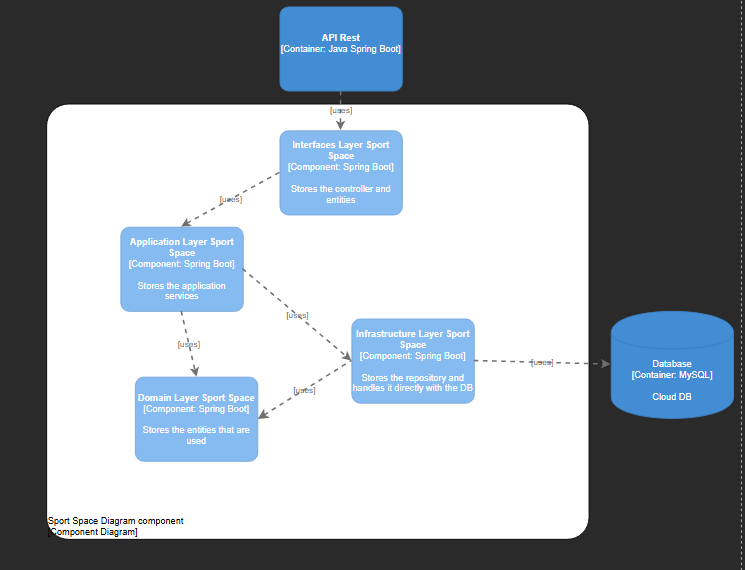 API Rest
[Container: Java Spring Boot]
[uses]
Interfaces Layer Sport
Space
[Component: Spring Boot]
Stores the controller and
entities
[uses]
Application Layer Sport
Space
[Component: Spring Boot]
Stores the application
services
[uses]
[uses]
Infrastructure Layer Sport
Space
[Component: Spring Boot]
Stores the repository and
handles it directly with the DB
[uses]
Database
[Container: MySQL]
Cloud DB
[uses]
Domain Layer Sport Space
[Component: Spring Boot]
Stores the entities that are
used
Sport Space Diagram component
[Component Diagram]